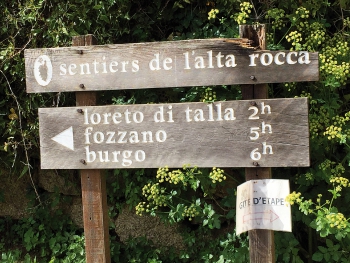 sentiers de l'alta rocca
loreto di talla 2h
fozzano 5h
burgo 6h
GITE D'ETAPE